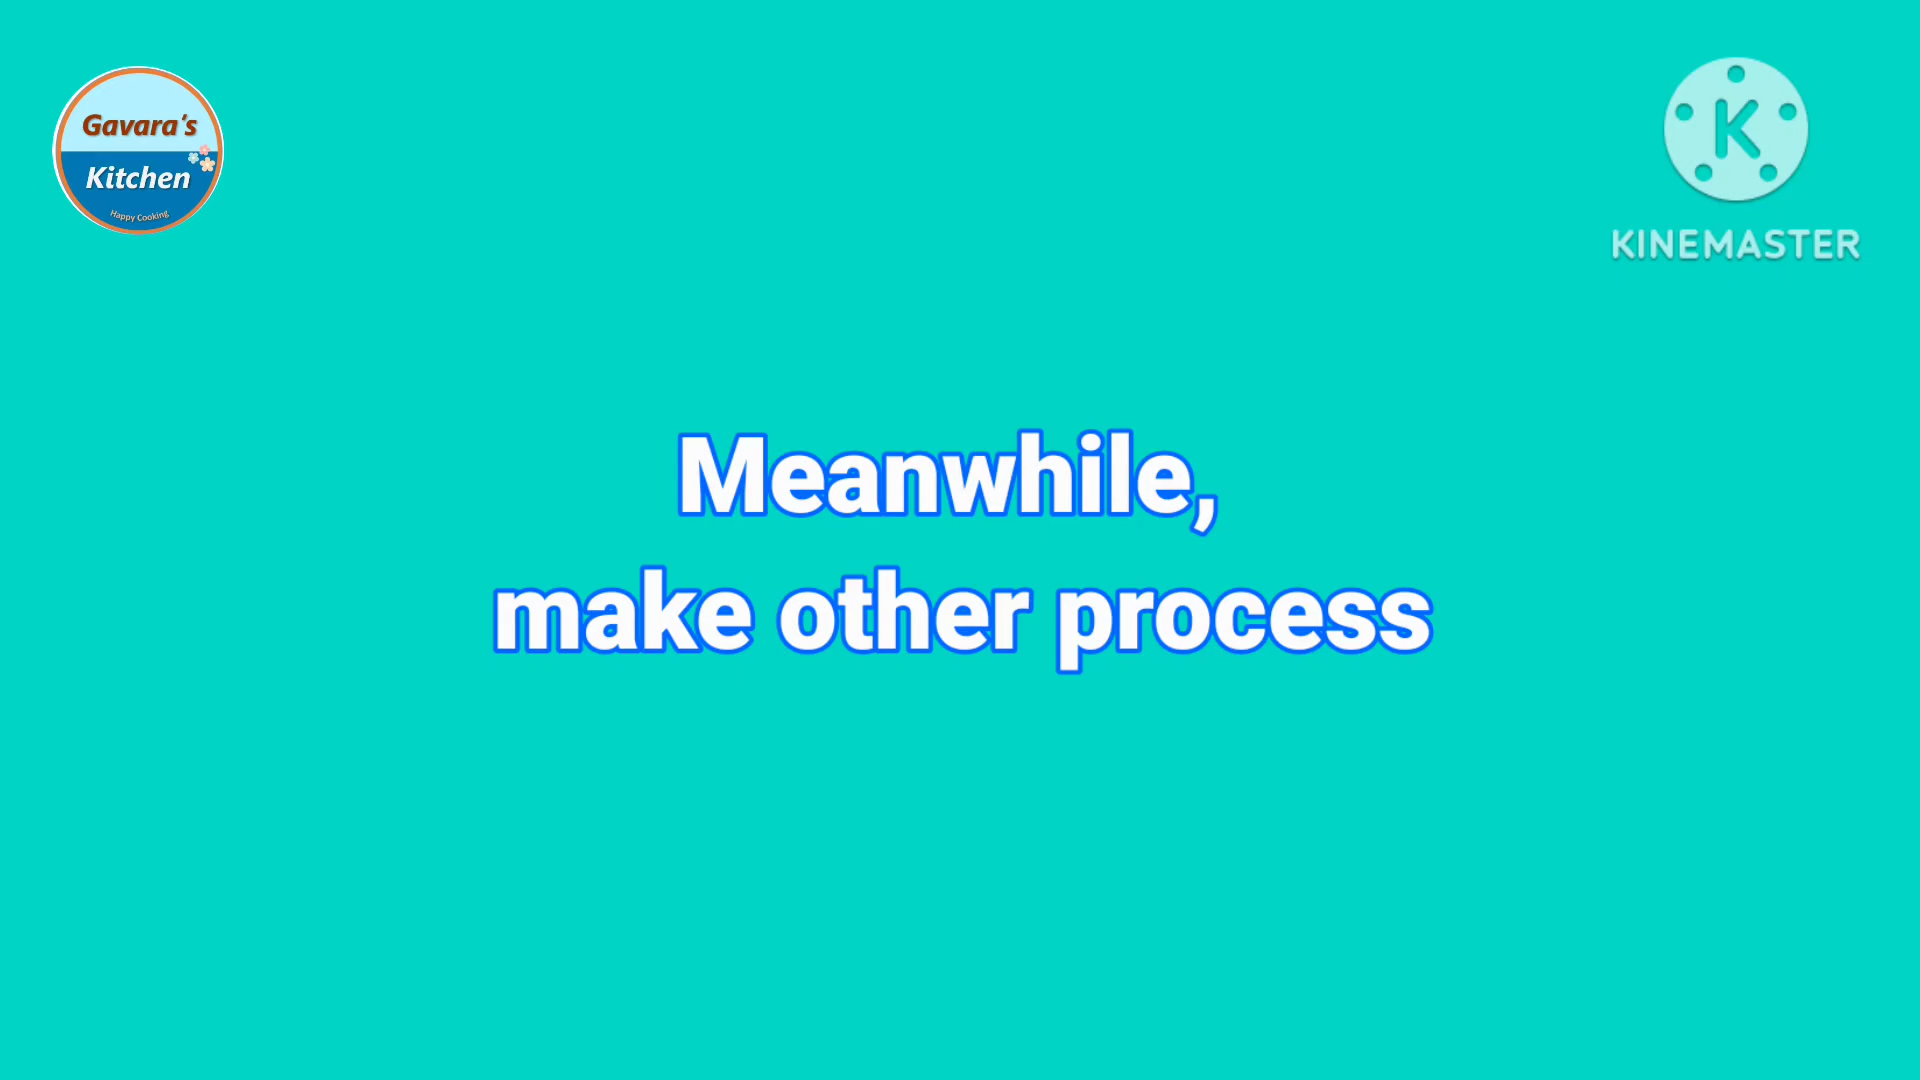 Gavara's
Kitchen
Happy Cooking
K
KINEMASTER
Meanwhile,
make other process